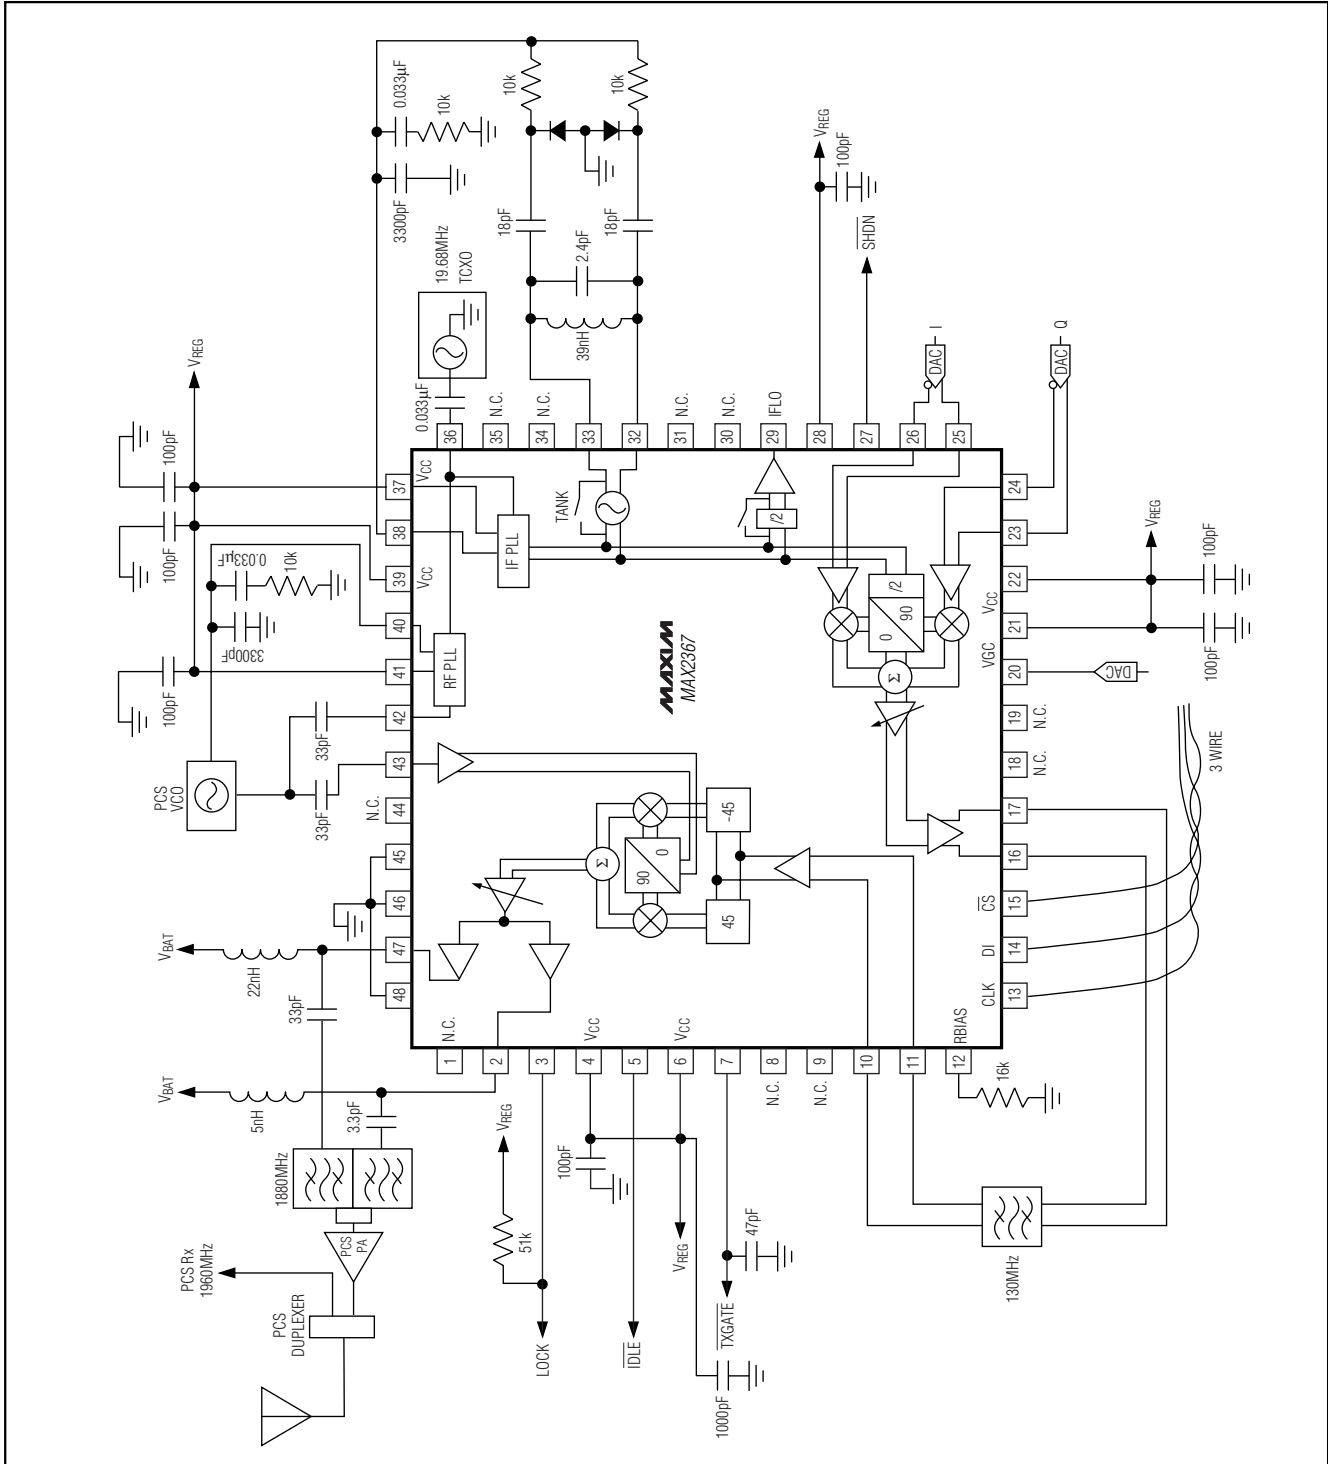 VREG
100pF
100pF
100pF
0.033µF
10k
3300pF
PCS
VCO
33pF
33pF
0.033µF
10k
3300pF
19.68MHz
TCXO
0.033µF
10k
10k
18pF
18pF
2.4pF
39nH
VREG
100pF
SHDN
DAC
I
DAC
Q
36
35
N.C.
34
N.C.
33
32
31
N.C.
30
N.C.
29
IFLO
28
27
26
25
37
VCC
38
39
VCC
40
41
42
43
44
N.C.
45
46
47
48
TANK
IF PLL
RF PLL
/2
/2
0
90
Σ
MAXIM
MAX2367
Σ
90
0
-45
45
24
23
22
VCC
21
VGC
20
19
N.C.
18
N.C.
17
16
15
CS
14
DI
13
CLK
VREG
100pF
100pF
DAC
3 WIRE
1
N.C.
2
3
4
VCC
5
6
VCC
7
8
N.C.
9
N.C.
10
11
12
RBIAS
16k
VBAT
22nH
33pF
VBAT
5nH
3.3pF
1880MHz
PCS
PA
PCS Rx
1960MHz
PCS
DUPLEXER
VREG
51k
LOCK
100pF
IDLE
VREG
TXGATE
47pF
1000pF
130MHz